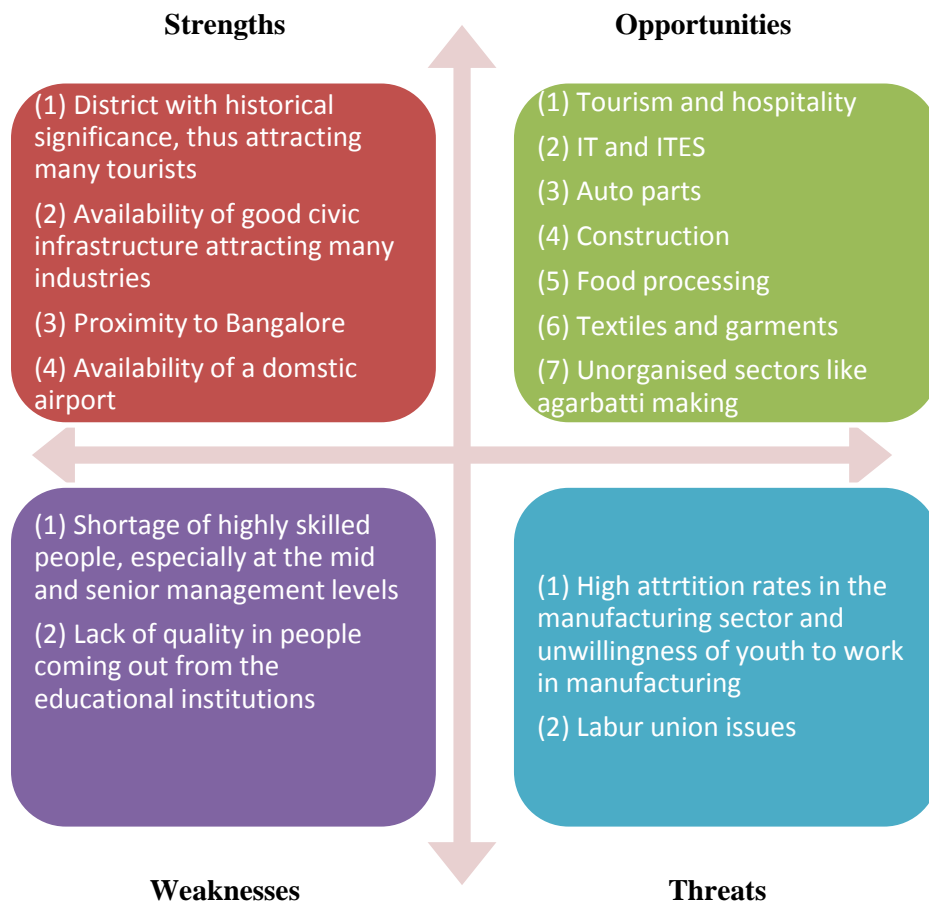 Strengths
Opportunities
(1) District with historical
significance, thus attracting
many tourists
(2) Availability of good civic
infrastructure attracting many
industries
(3) Proximity to Bangalore
(4) Availability of a domstic
airport
(1) Tourism and hospitality
(2) IT and ITES
(3) Auto parts
(4) Construction
(5) Food processing
(6) Textiles and garments
(7) Unorganised sectors like
agarbatti making
(1) Shortage of highly skilled
people, especially at the mid
and senior management levels
(2) Lack of quality in people
coming out from the
educational institutions
(1) High attrtition rates in the
manufacturing sector and
unwillingness of youth to work
in manufacturing
(2) Labur union issues
Weaknesses
Threats